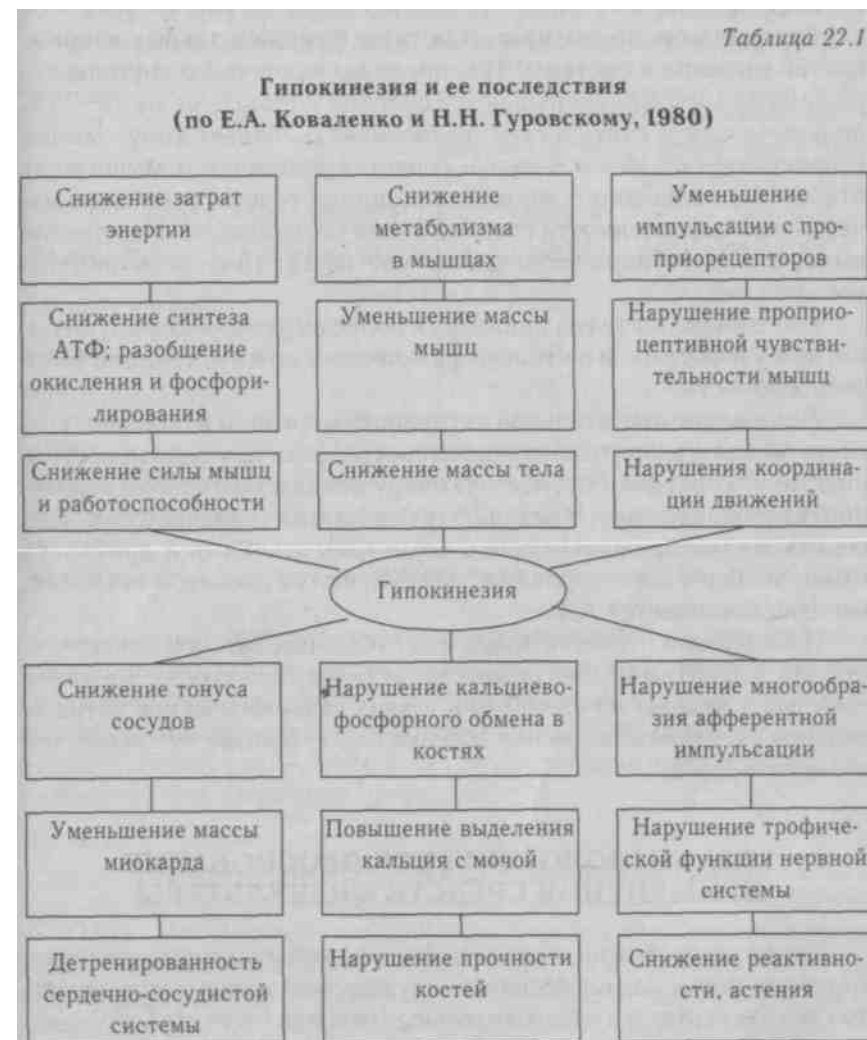 Таблица 22.1
Гипокинезия и ее последствия
(по Е.А. Коваленко и Н.Н. Гуровскому, 1980)
Снижение затрат
энергии
Снижение
метаболизма
в мышцах
Уменьшение
импульсации с про-
приорецепторов
Снижение синтеза
АТФ; разобщение
окисления и фосфори-
лирования
Уменьшение массы
мышц
Нарушение проприо-
цептивной чувстви-
тельности мышц
Снижение силы мышц
и работоспособности
Снижение массы тела
Нарушения координа-
ции движений
Гипокинезия
Снижение тонуса
сосудов
Нарушение кальциево-
фосфорного обмена в
костях
Нарушение многообра-
зия афферентной
импульсации
Уменьшение массы
миокарда
Повышение выделения
кальция с мочой
Нарушение трофиче-
ской функции нервной
системы
Детренированность
сердечно-сосудистой
системы
Нарушение прочности
костей
Снижение реактивно-
сти, астения